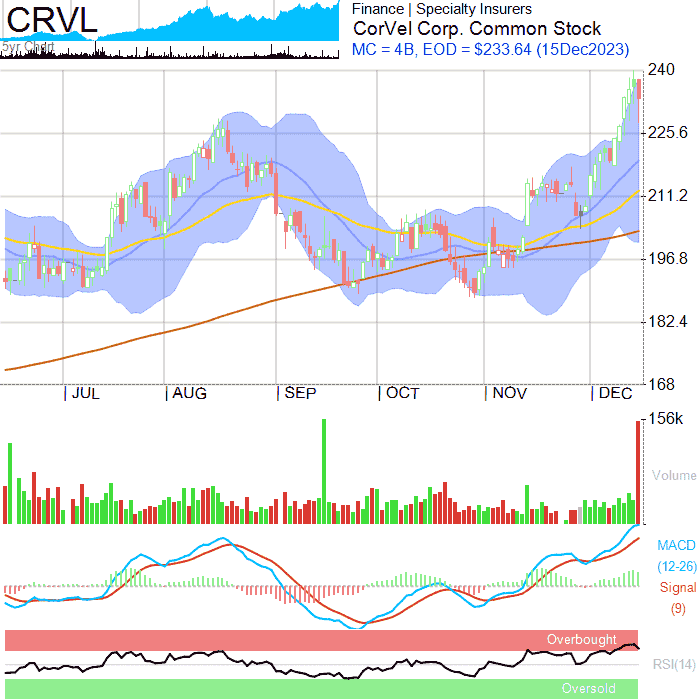 CRVL
5yr Chart
Finance | Specialty Insurers
CorVel Corp. Common Stock
MC = 4B, EOD = $233.64 (15Dec2023)
240
225.6
211.2
196.8
182.4
168
| JUL | AUG | SEP | OCT | NOV | DEC
156k
Volume
MACD
(12-26)
Signal
(9)
Overbought
RSI(14)
Oversold